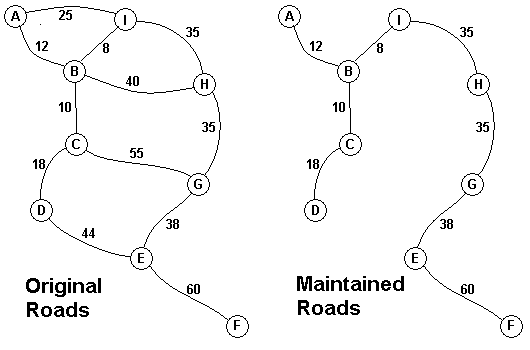 A 25 I 35
12 8
B 40 H
10 35
C 55
18 G
D 44 38
E
60
F
Original
Roads
A I 35
12 8
B H
10 35
C
18 G
D 38
E
60
F
Maintained
Roads